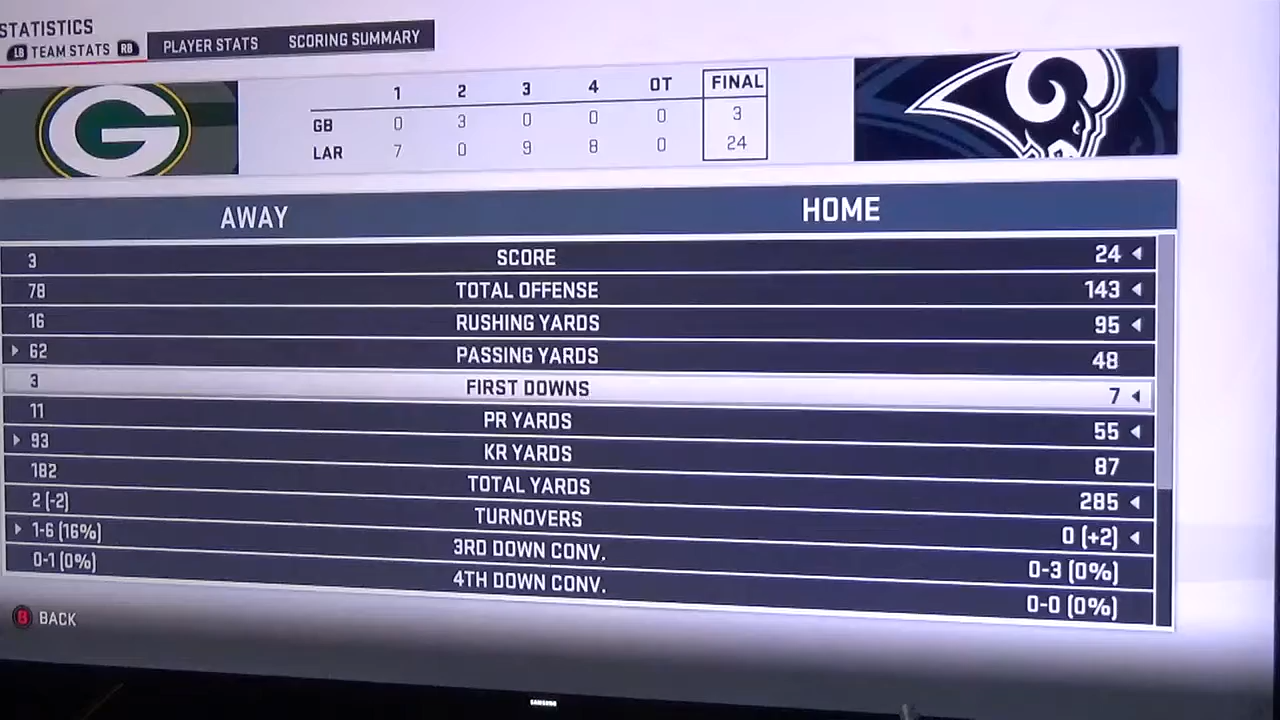 STATISTICS
LB TEAM STATS RB PLAYER STATS SCORING SUMMARY
G
1 2 3 4 OT FINAL
GB 0 3 0 0 0 3
LAR 7 0 9 8 0 24
AWAY HOME
3 SCORE 24
78 TOTAL OFFENSE 143
16 RUSHING YARDS 95
62 PASSING YARDS 48
3 FIRST DOWNS 7
11 PR YARDS 55
93 KR YARDS 87
182 TOTAL YARDS 285
2 (-2) TURNOVERS 0 (+2)
1-6 (16%) 3RD DOWN CONV. 0-3 (0%)
0-1 (0%) 4TH DOWN CONV. 0-0 (0%)
B BACK
SAMSUNG